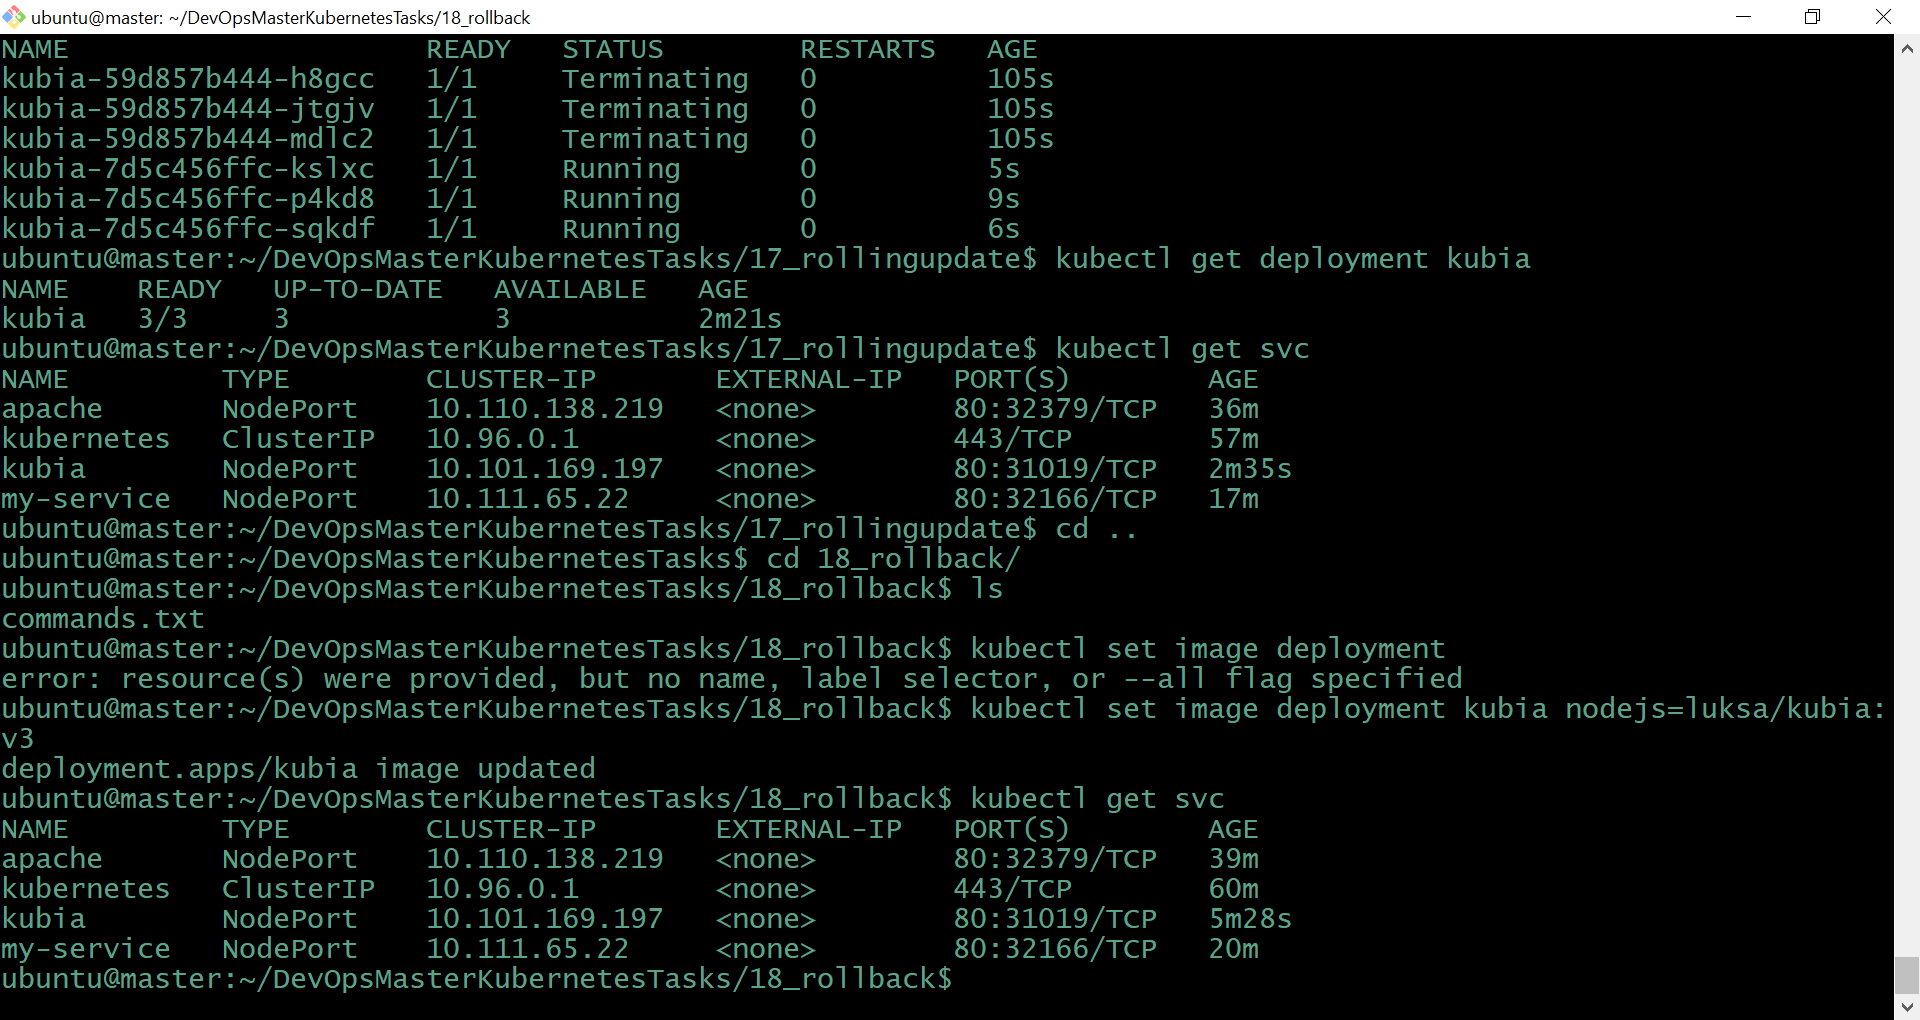 ubuntu@master: ~/DevOpsMasterKubernetesTasks/18_rollback
NAME                     READY   STATUS        RESTARTS   AGE
kubia-59d857b444-h8gcc   1/1     Terminating   0          105s
kubia-59d857b444-jtgjv   1/1     Terminating   0          105s
kubia-59d857b444-mdlc2   1/1     Terminating   0          105s
kubia-7d5c456ffc-kslxc   1/1     Running       0          5s
kubia-7d5c456ffc-p4kd8   1/1     Running       0          9s
kubia-7d5c456ffc-sqkdf   1/1     Running       0          6s
ubuntu@master:~/DevOpsMasterKubernetesTasks/17_rollingupdate$ kubectl get deployment kubia
NAME    READY   UP-TO-DATE   AVAILABLE   AGE
kubia   3/3     3            3           2m21s
ubuntu@master:~/DevOpsMasterKubernetesTasks/17_rollingupdate$ kubectl get svc
NAME         TYPE        CLUSTER-IP       EXTERNAL-IP   PORT(S)        AGE
apache       NodePort    10.110.138.219   <none>        80:32379/TCP   36m
kubernetes   ClusterIP   10.96.0.1        <none>        443/TCP        57m
kubia        NodePort    10.101.169.197   <none>        80:31019/TCP   2m35s
my-service   NodePort    10.111.65.22     <none>        80:32166/TCP   17m
ubuntu@master:~/DevOpsMasterKubernetesTasks/17_rollingupdate$ cd ..
ubuntu@master:~/DevOpsMasterKubernetesTasks$ cd 18_rollback/
ubuntu@master:~/DevOpsMasterKubernetesTasks/18_rollback$ ls
commands.txt
ubuntu@master:~/DevOpsMasterKubernetesTasks/18_rollback$ kubectl set image deployment
error: resource(s) were provided, but no name, label selector, or --all flag specified
ubuntu@master:~/DevOpsMasterKubernetesTasks/18_rollback$ kubectl set image deployment kubia nodejs=luksa/kubia:
v3
deployment.apps/kubia image updated
ubuntu@master:~/DevOpsMasterKubernetesTasks/18_rollback$ kubectl get svc
NAME         TYPE        CLUSTER-IP       EXTERNAL-IP   PORT(S)        AGE
apache       NodePort    10.110.138.219   <none>        80:32379/TCP   39m
kubernetes   ClusterIP   10.96.0.1        <none>        443/TCP        60m
kubia        NodePort    10.101.169.197   <none>        80:31019/TCP   5m28s
my-service   NodePort    10.111.65.22     <none>        80:32166/TCP   20m
ubuntu@master:~/DevOpsMasterKubernetesTasks/18_rollback$